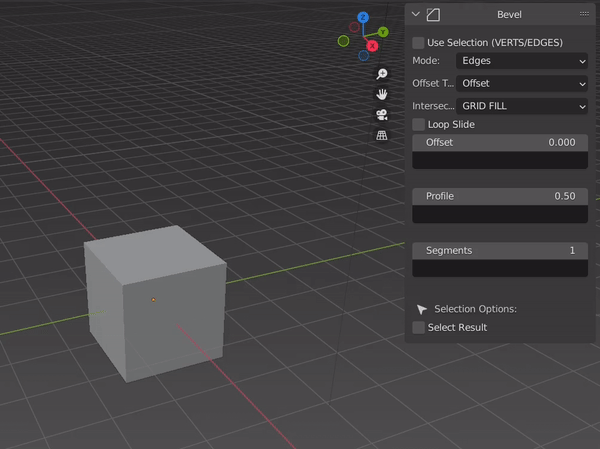 Z
Y
X
Bevel
Use Selection (VERTS/EDGES)
Mode: Edges
Offset T... Offset
Intersec... GRID FILL
Loop Slide
Offset 0.000
Profile 0.50
Segments 1
Selection Options:
Select Result